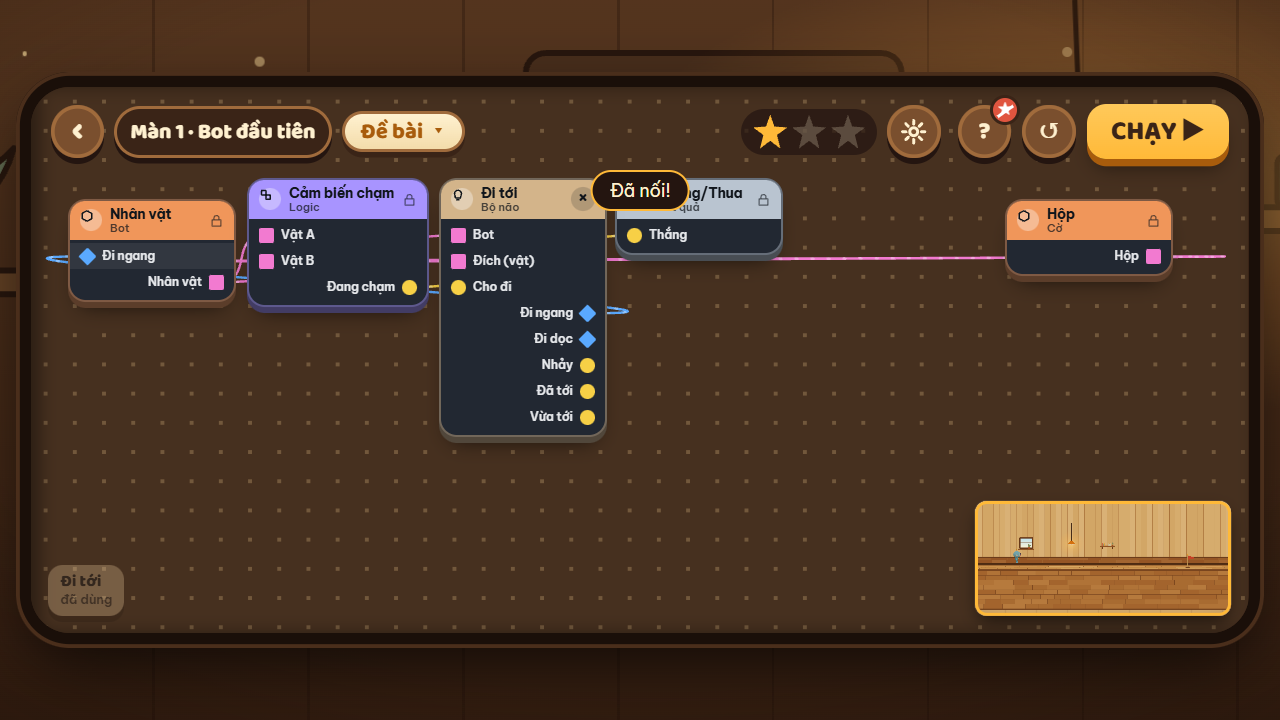 Màn 1 · Bot đầu tiên
Đề bài
?
CHẠY
Nhân vật
Bot
Đi ngang
Nhân vật
Cảm biến chạm
Logic
Vật A
Vật B
Đang chạm
Đi tới
Bộ não
Bot
Đích (vật)
Cho đi
Đi ngang
Đi dọc
Nhảy
Đã tới
Vừa tới
Đã nối!
/Thua
quả
Thắng
Hộp
Cờ
Hộp
Đi tới
đã dùng